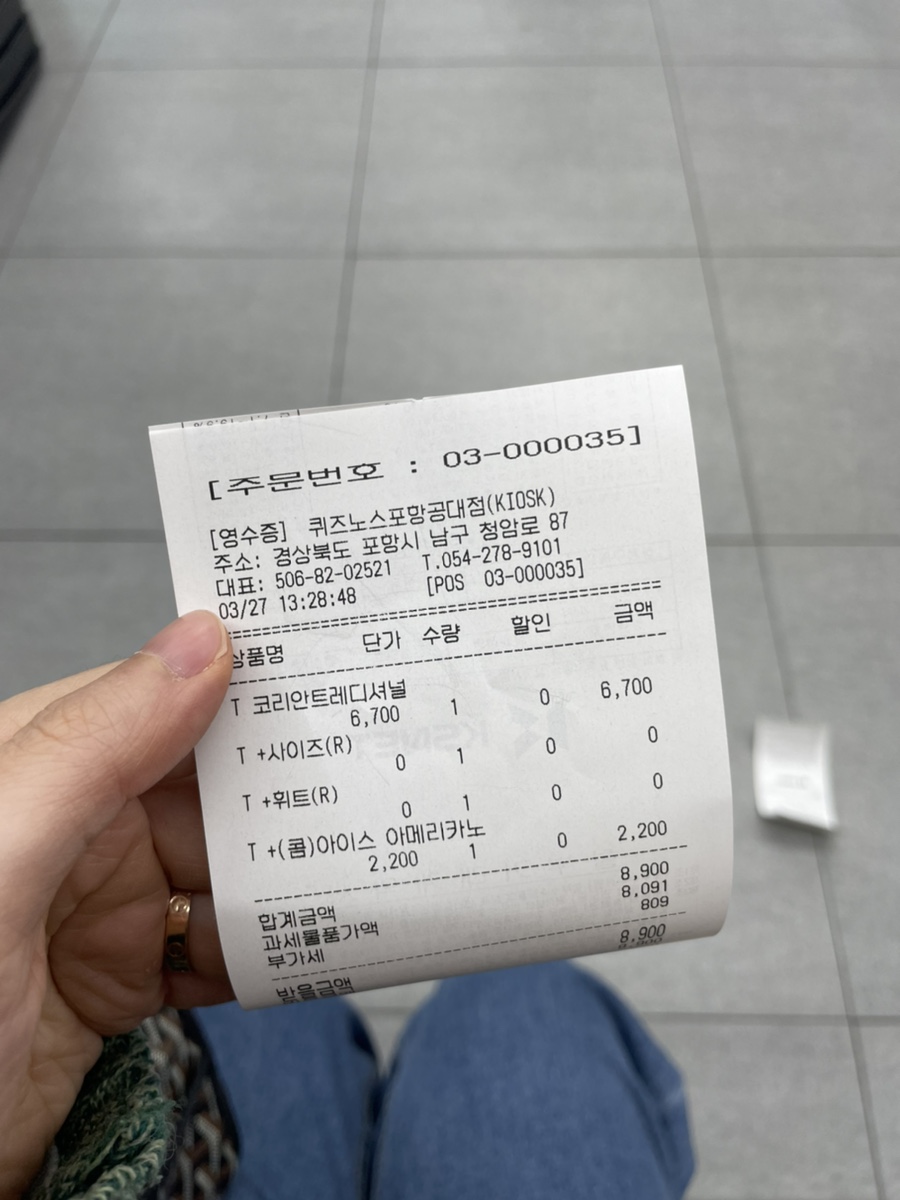 [주문번호 : 03-000035]
[영수증] 퀴즈노스포항공대점(KIOSK)
주소: 경상북도 포항시 남구 청암로 87
대표: 506-82-02521 T.054-278-9101
03/27 13:28:48 [POS 03-000035]
상품명 단가 수량 할인 금액
T 코리안트레디셔널
6,700 1 0 6,700
T +사이즈(R)
0 1 0 0
T +휘트(R)
0 1 0 0
T +(콤)아이스 아메리카노
2,200 1 0 2,200
합계금액 8,900
과세물품가액 8,091
부가세 809
받을금액 8,900